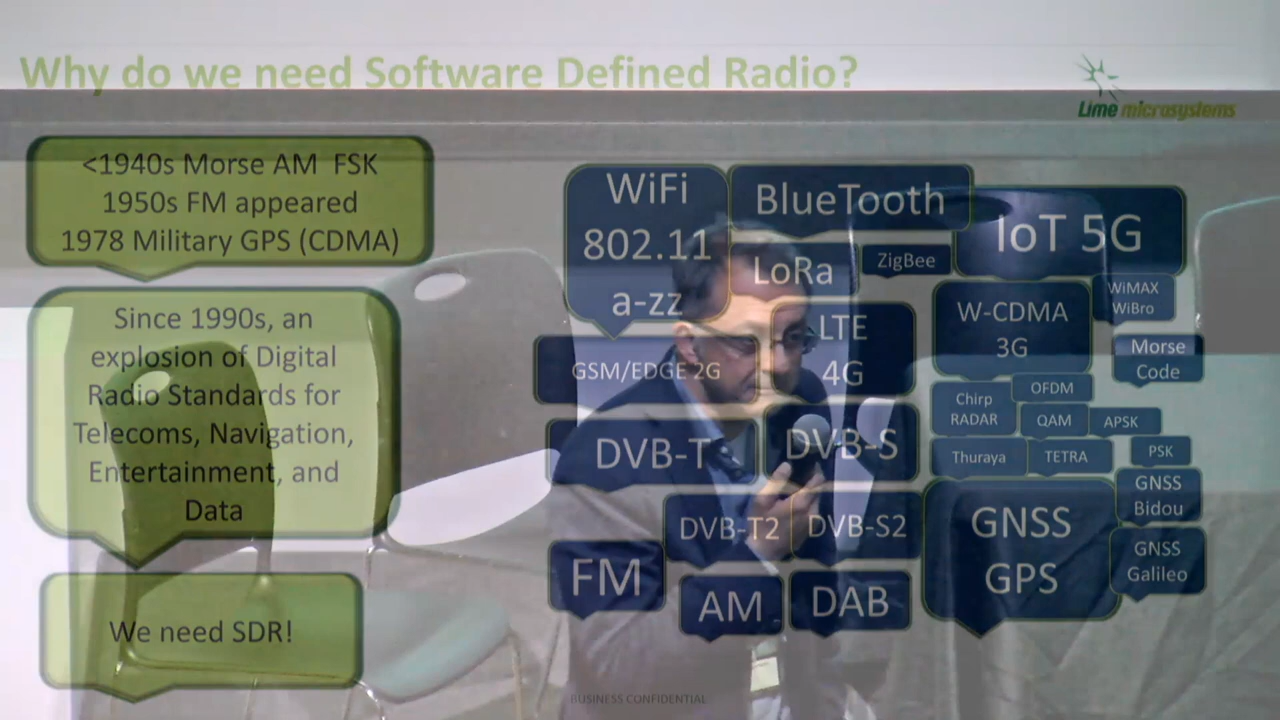 Why do we need Software Defined Radio?
Lime microsystems
<1940s Morse AM FSK
1950s FM appeared
1978 Military GPS (CDMA)
Since 1990s, an
explosion of Digital
Radio Standards for
Telecoms, Navigation,
Entertainment, and
Data
We need SDR!
WiFi
802.11
a-zz
BlueTooth
LoRa
ZigBee
IoT 5G
WiMAX
WiBro
W-CDMA
3G
LTE
4G
Morse
Code
GSM/EDGE 2G
OFDM
Chirp
RADAR
QAM
APSK
DVB-T
DVB-S
Thuraya
TETRA
PSK
GNSS
Bidou
DVB-T2
DVB-S2
GNSS
GPS
GNSS
Galileo
FM
AM
DAB
BUSINESS CONFIDENTIAL